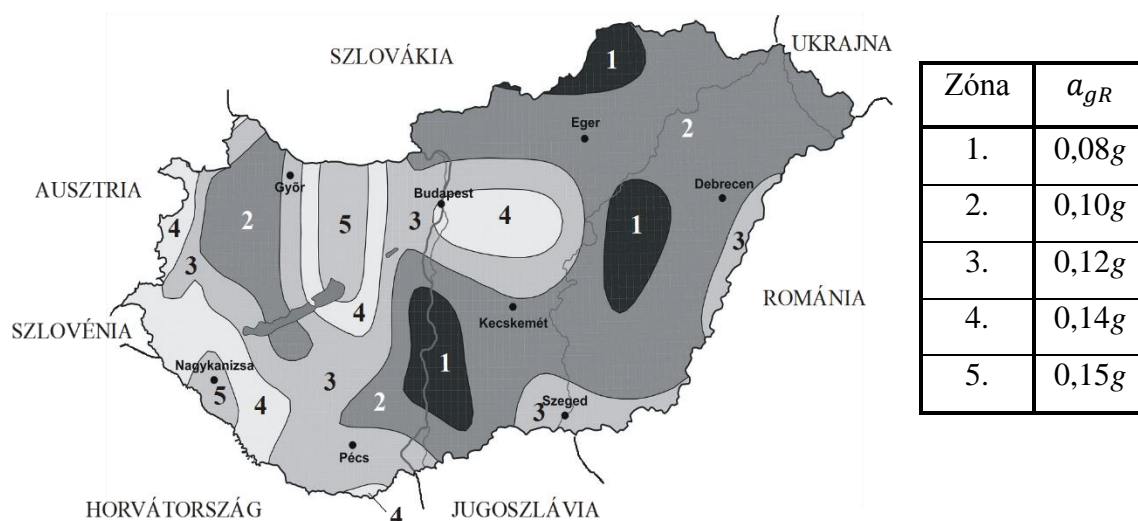 SZLOVÁKIA
UKRAJNA
1
Eger
2
AUSZTRIA
Győr
Budapest
Debrecen
4
2
5
3
4
1
3
3
SZLOVÉNIA
4
Kecskemét
ROMÁNIA
Nagykanizsa
5
4
3
2
1
3
Szeged
Pécs
HORVÁTORSZÁG
4
JUGOSZLÁVIA
Zóna a_{gR}
1. 0,08g
2. 0,10g
3. 0,12g
4. 0,14g
5. 0,15g